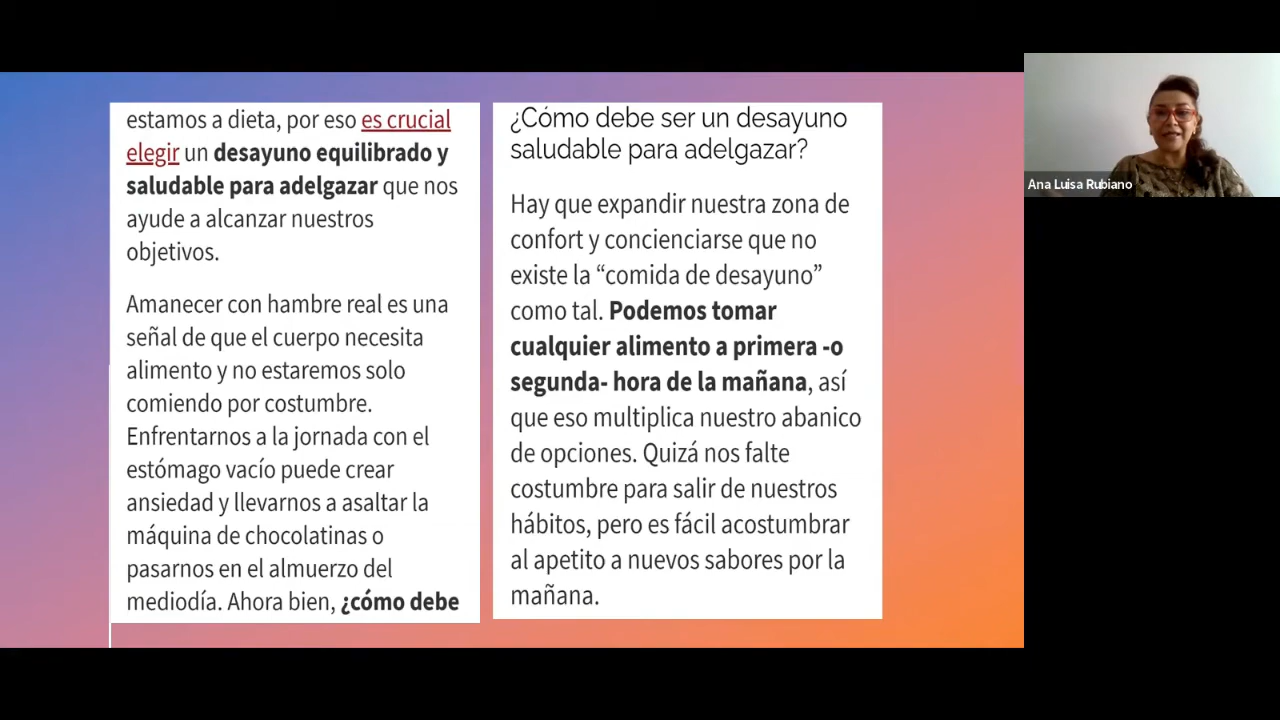 estamos a dieta, por eso es crucial
elegir un desayuno equilibrado y
saludable para adelgazar que nos
ayude a alcanzar nuestros
objetivos.
Amanecer con hambre real es una
señal de que el cuerpo necesita
alimento y no estaremos solo
comiendo por costumbre.
Enfrentarnos a la jornada con el
estómago vacío puede crear
ansiedad y llevarnos a asaltar la
máquina de chocolatinas o
pasarnos en el almuerzo del
mediodía. Ahora bien, ¿cómo debe
¿Cómo debe ser un desayuno
saludable para adelgazar?
Hay que expandir nuestra zona de
confort y concienciarse que no
existe la “comida de desayuno”
como tal. Podemos tomar
cualquier alimento a primera -o
segunda- hora de la mañana, así
que eso multiplica nuestro abanico
de opciones. Quizá nos falte
costumbre para salir de nuestros
hábitos, pero es fácil acostumbrar
al apetito a nuevos sabores por la
mañana.
Ana Luisa Rubiano